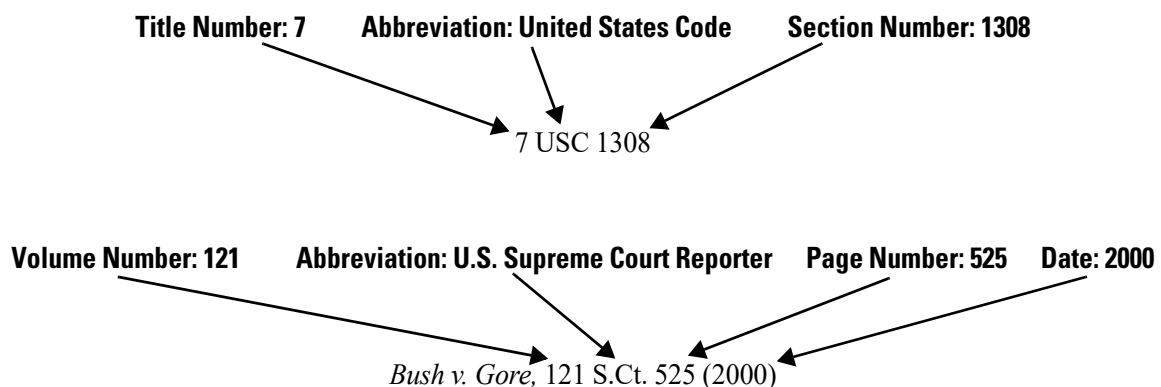 Title Number: 7 Abbreviation: United States Code Section Number: 1308
7 USC 1308
Volume Number: 121 Abbreviation: U.S. Supreme Court Reporter Page Number: 525 Date: 2000
Bush v. Gore, 121 S.Ct. 525 (2000)